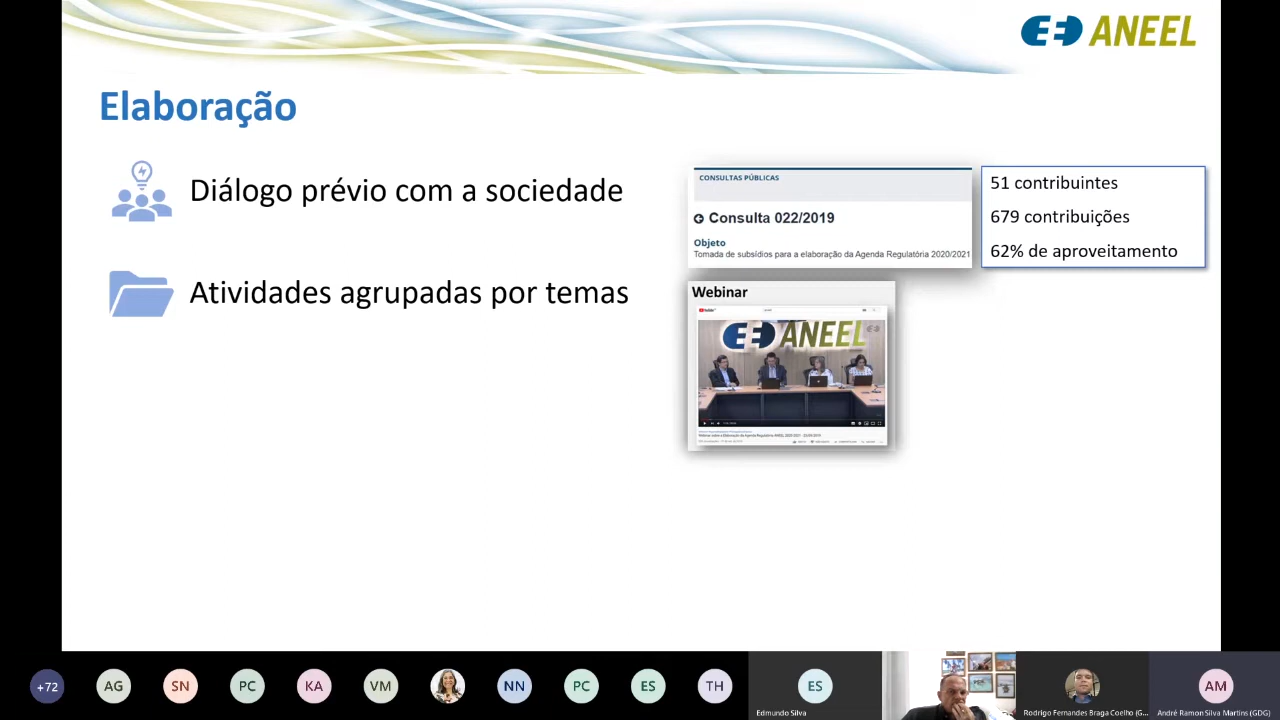 ANEEL
Elaboração
Diálogo prévio com a sociedade
Atividades agrupadas por temas
CONSULTAS PÚBLICAS
Consulta 022/2019
Objeto
Tomada de subsídios para a elaboração da Agenda Regulatória 2020/2021
51 contribuintes
679 contribuições
62% de aproveitamento
Webinar
ANEEL
+72
AG
SN
PC
KA
VM
NN
PC
ES
TH
ES
Edmundo Silva
Rodrigo Fernandes Braga Coelho (G...
AM
André Ramon Silva Martins (GDG)